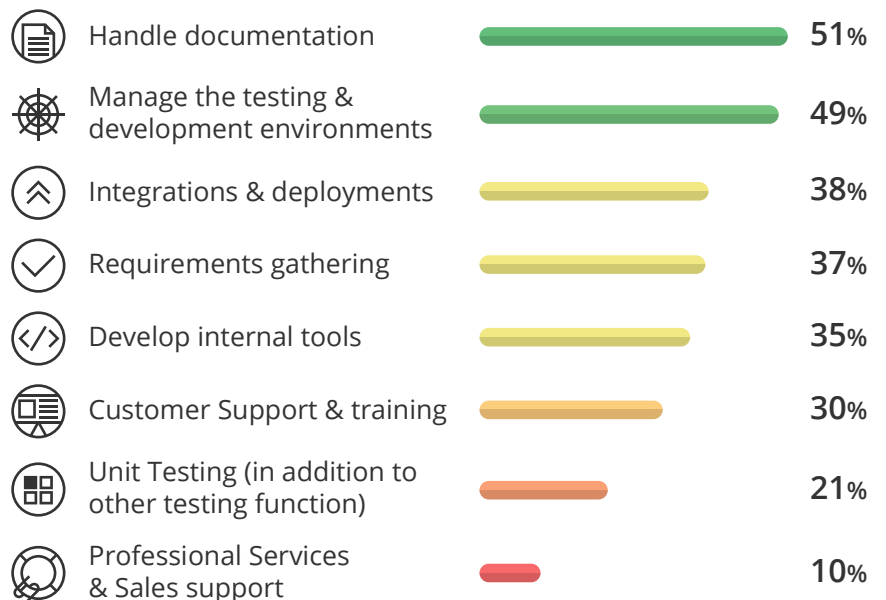 Handle documentation 51%
Manage the testing &
development environments 49%
Integrations & deployments 38%
Requirements gathering 37%
Develop internal tools 35%
Customer Support & training 30%
Unit Testing (in addition to
other testing function) 21%
Professional Services
& Sales support 10%